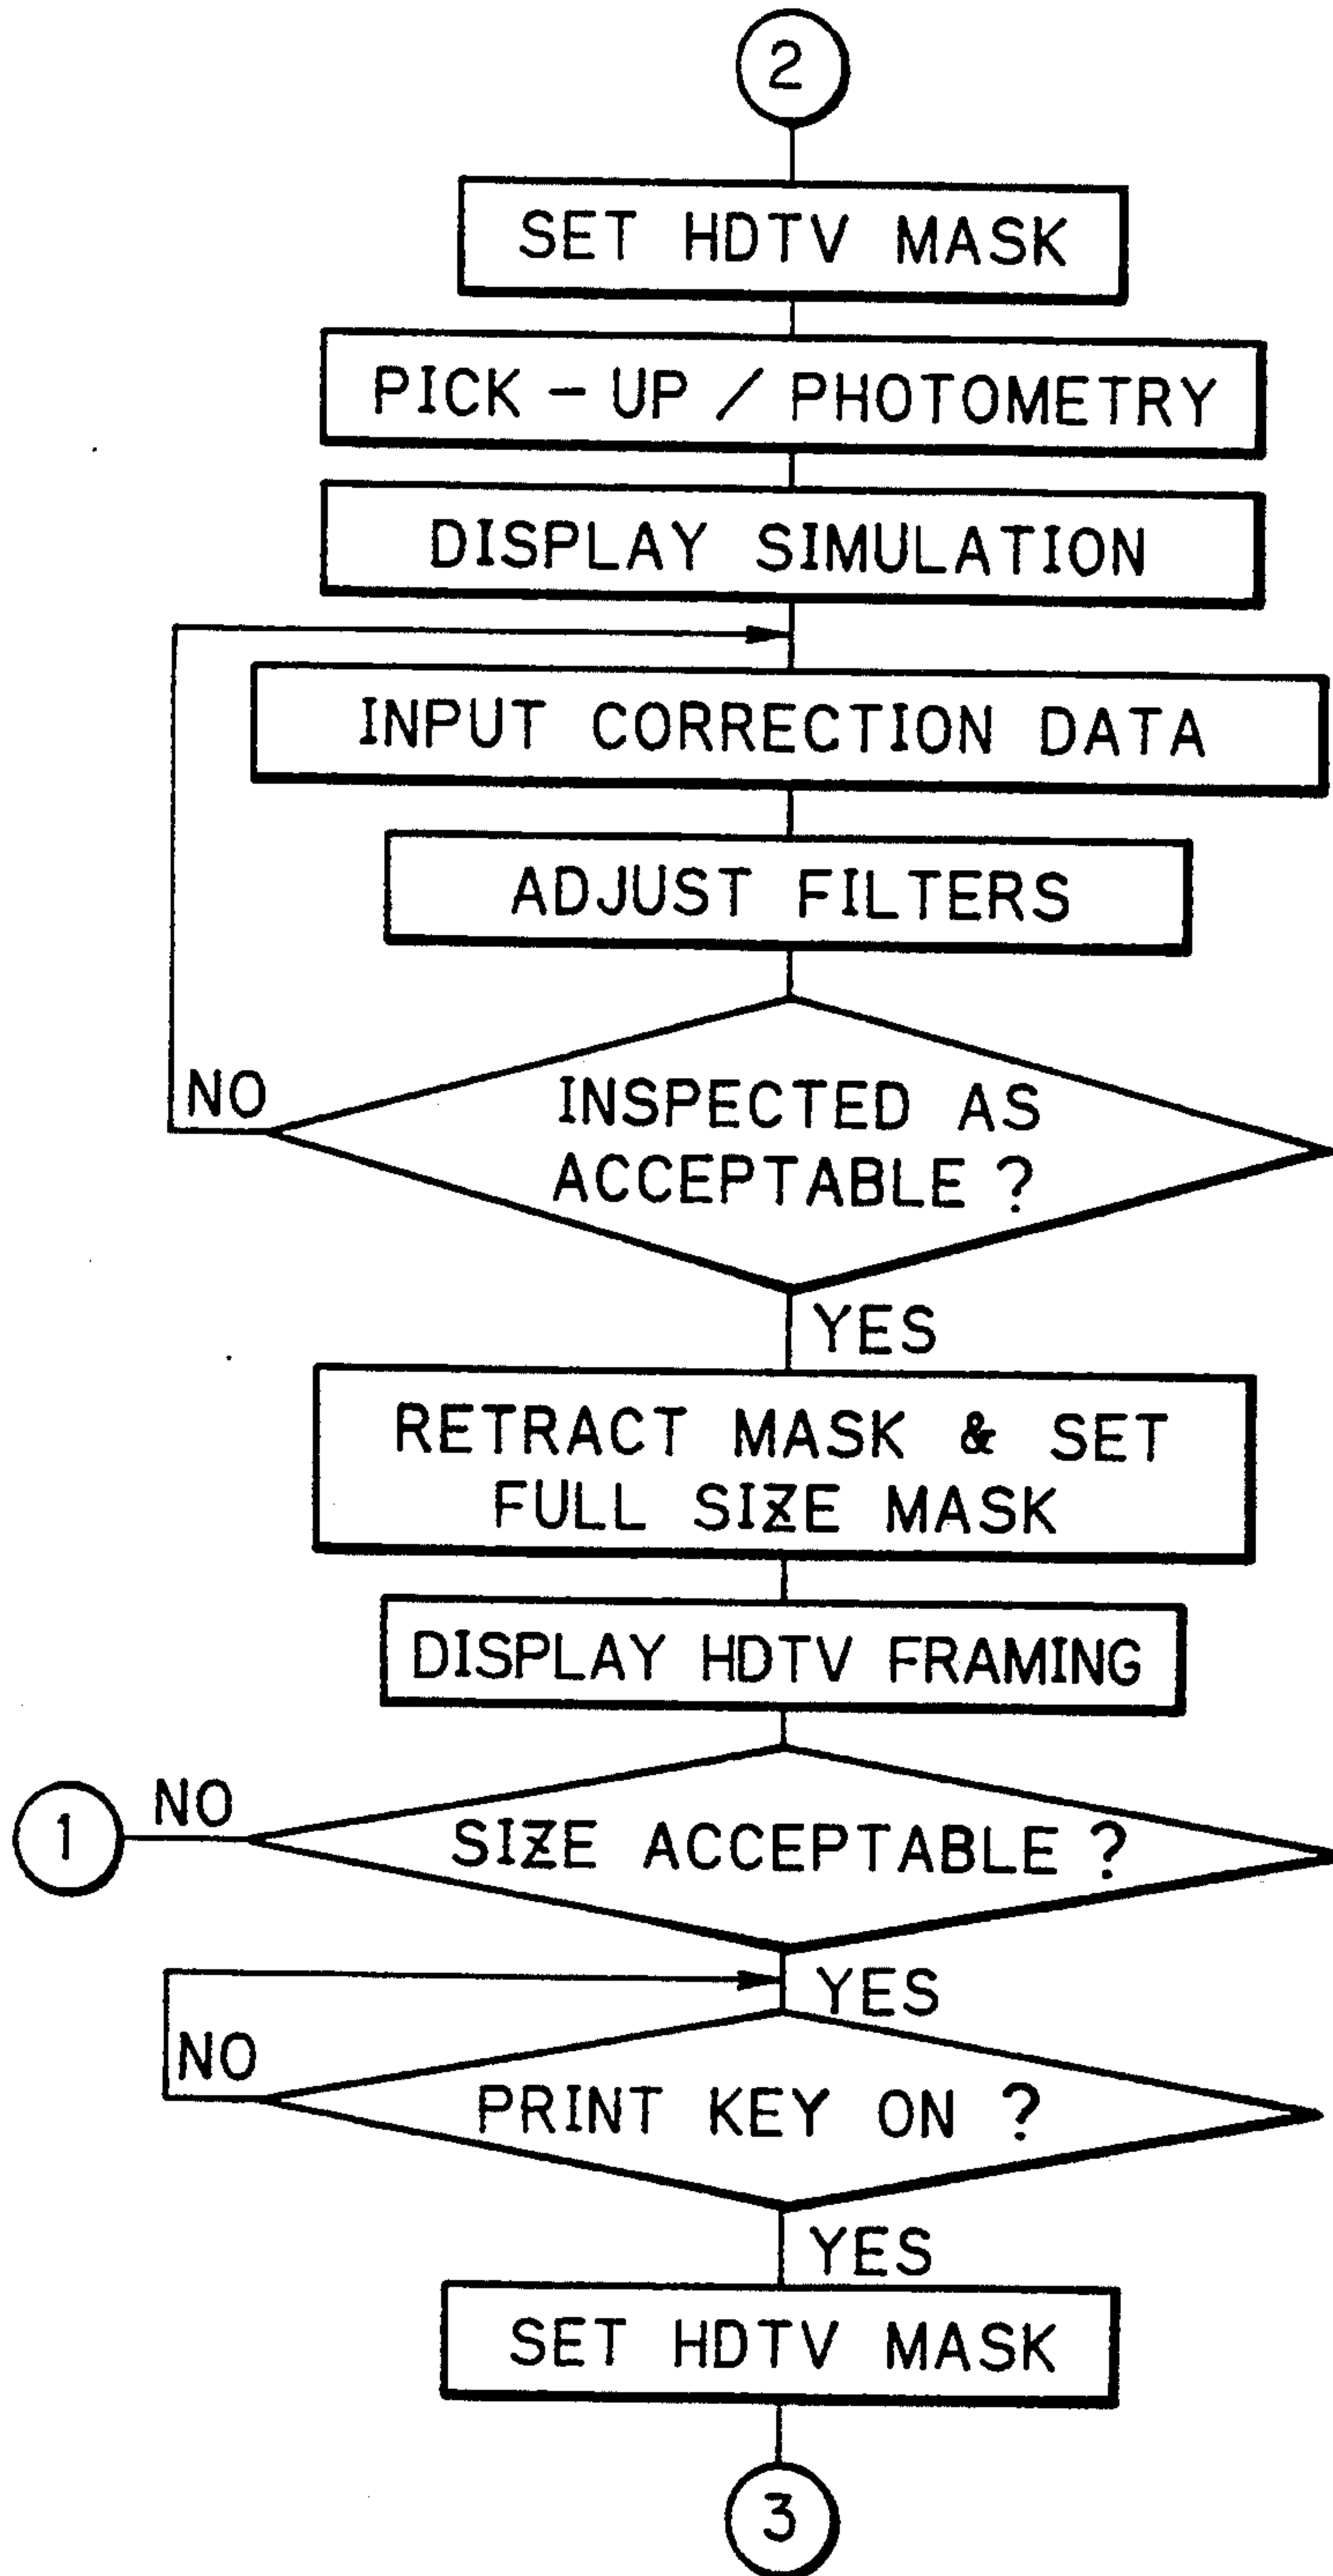 2
SET HDTV MASK
PICK - UP / PHOTOMETRY
DISPLAY SIMULATION
INPUT CORRECTION DATA
ADJUST FILTERS
NO
INSPECTED AS
ACCEPTABLE ?
YES
RETRACT MASK & SET
FULL SIZE MASK
DISPLAY HDTV FRAMING
1
NO
SIZE ACCEPTABLE ?
YES
NO
PRINT KEY ON ?
YES
SET HDTV MASK
3